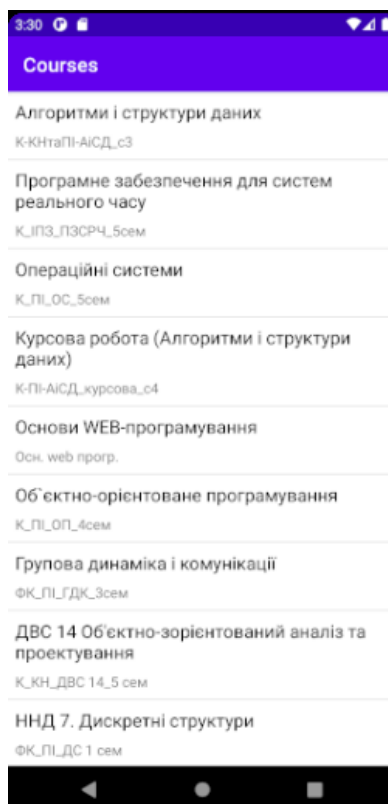 3:30
Courses
Алгоритми і структури даних
К-КНтаПІ-АіСД_с3
Програмне забезпечення для систем
реального часу
К_ІПЗ_ПЗСРЧ_5сем
Операційні системи
К_ПІ_ОС_5сем
Курсова робота (Алгоритми і структури
даних)
К-ПІ-АіСД_курсова_с4
Основи WEB-програмування
Осн. web прогр.
Об`єктно-орієнтоване програмування
К_ПІ_ОП_4сем
Групова динаміка і комунікації
ФК_ПІ_ГДК_3сем
ДВС 14 Об'єктно-зорієнтований аналіз та
проектування
К_КН_ДВС 14_5 сем
ННД 7. Дискретні структури
ФК_ПІ_ДС 1 сем